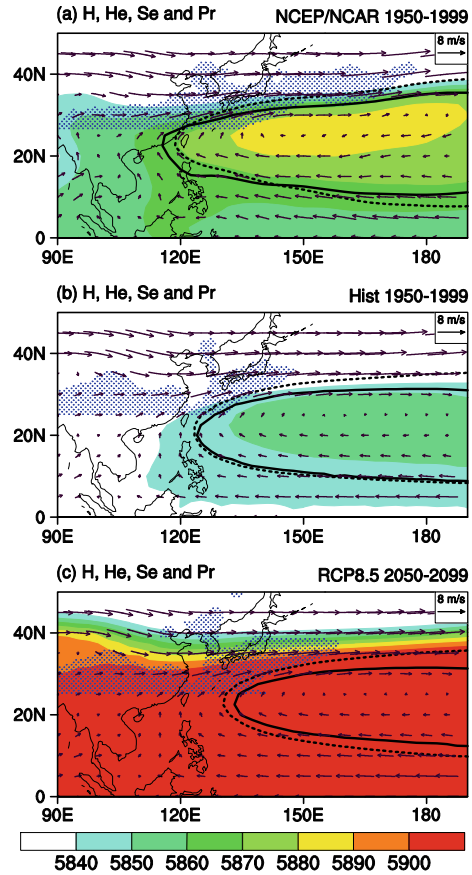 (a) H, He, Se and Pr NCEP/NCAR 1950-1999
8 m/s
40N
20N
0
90E 120E 150E 180
(b) H, He, Se and Pr Hist 1950-1999
8 m/s
40N
20N
0
90E 120E 150E 180
(c) H, He, Se and Pr RCP8.5 2050-2099
8 m/s
40N
20N
0
90E 120E 150E 180
5840 5850 5860 5870 5880 5890 5900